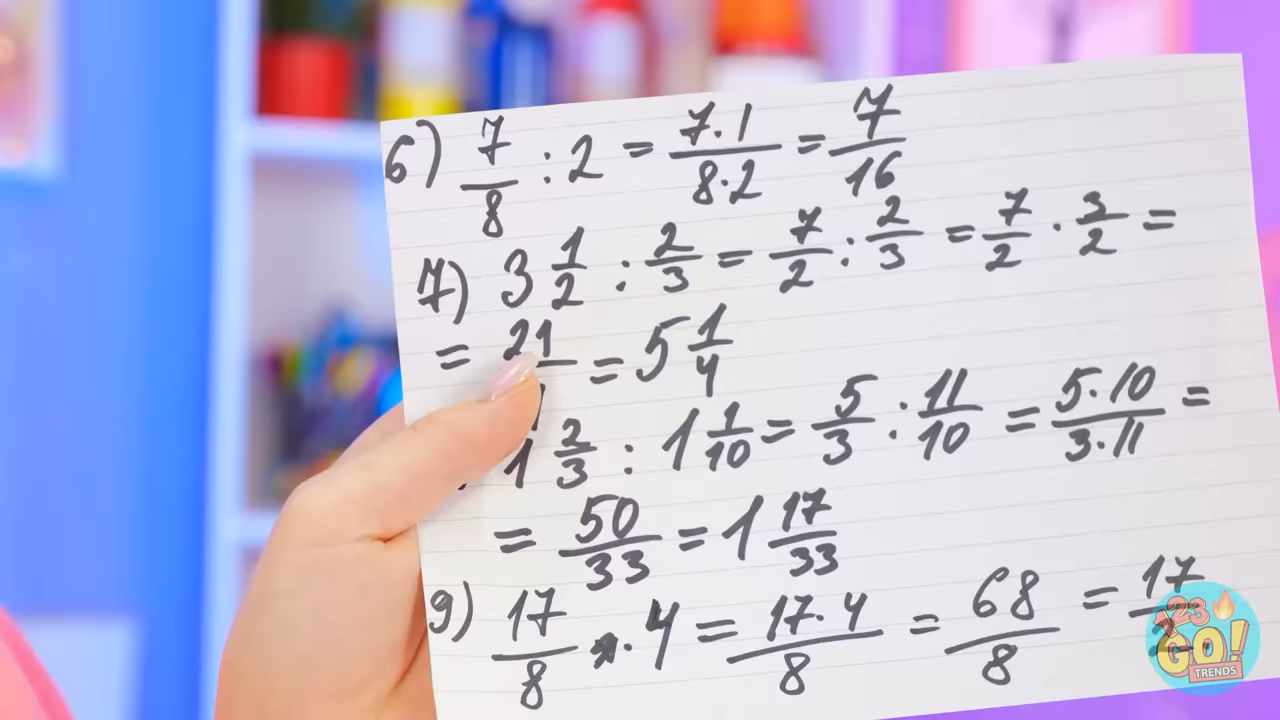 6) 7/8 : 2 = 7·1/8·2 = 7/16
7) 3 1/2 : 2/3 = 7/2 : 2/3 = 7/2 · 3/2 =
= 21/ = 5 1/4
1 2/3 : 1 1/10 = 5/3 : 11/10 = 5·10/3·11 =
= 50/33 = 1 17/33
9) 17/8 · 4 = 17·4/8 = 68/8 = 17/
123
GO!
TRENDS